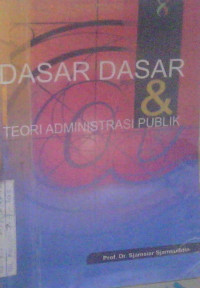 DASAR DASAR
&
TEORI ADMINISTRASI PUBLIK
Prof. Dr. Sjamsiar Sjamsuddin